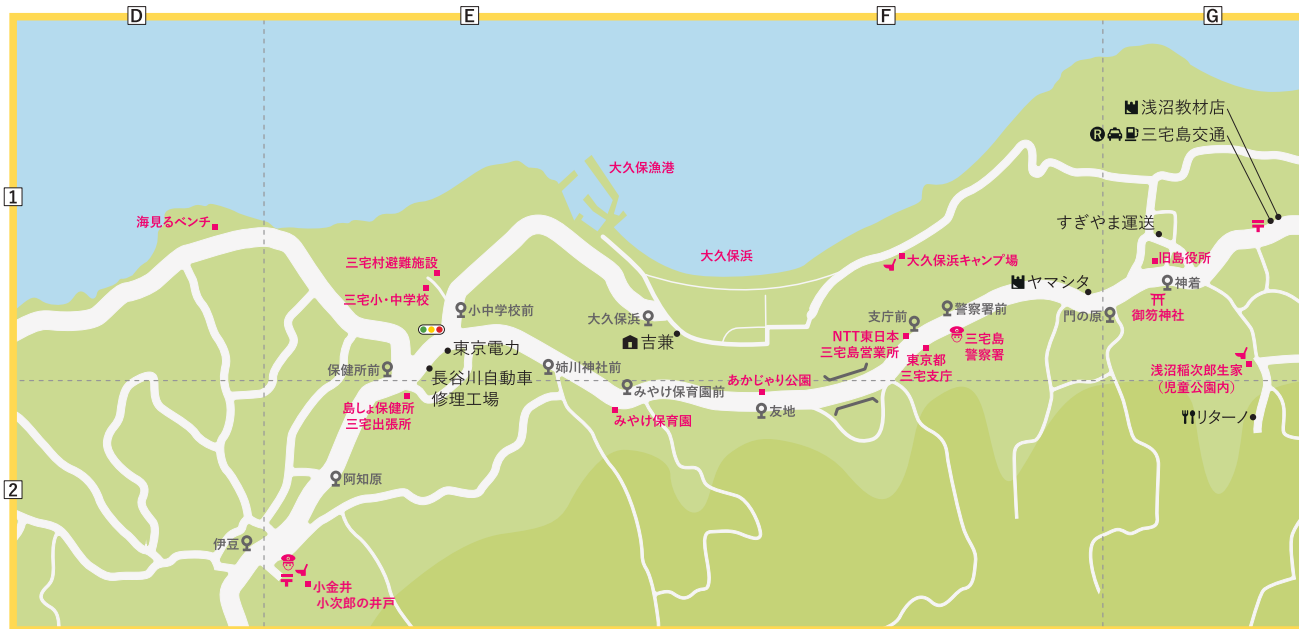 D
E
F
G
1
2
浅沼教材店
R
三宅島交通
大久保漁港
海見るベンチ
すぎやま運送
三宅村避難施設
大久保浜
大久保浜キャンプ場
旧島役所
三宅小・中学校
ヤマシタ
神着
小中学校前
大久保浜
支庁前
警察署前
門の原
御笏神社
吉兼
NTT東日本
三宅島営業所
三宅島
警察署
東京電力
東京都
三宅支庁
保健所前
長谷川自動車
修理工場
姉川神社前
浅沼稲次郎生家
(児童公園内)
みやけ保育園前
あかじゃり公園
島しょ保健所
三宅出張所
みやけ保育園
友地
リターノ
阿知原
伊豆
小金井
小次郎の井戸